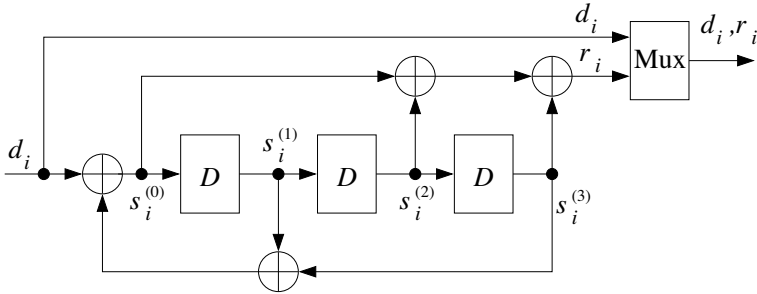 d_i
d_i ,r_i
r_i
Mux
d_i
s_i^(0)
D
s_i^(1)
D
s_i^(2)
D
s_i^(3)